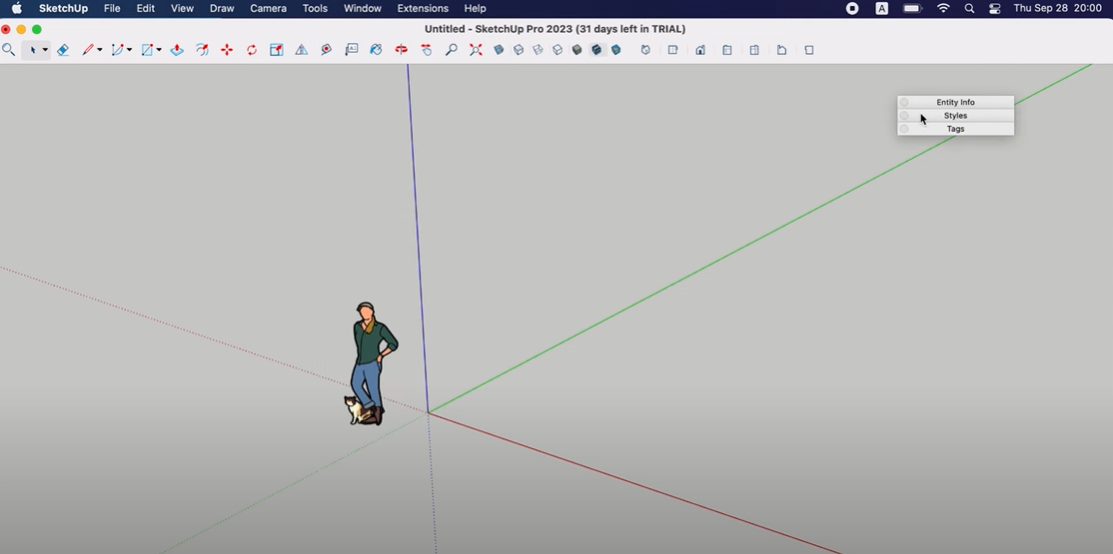 SketchUp File Edit View Draw Camera Tools Window Extensions Help A Thu Sep 28 20:00
Untitled - SketchUp Pro 2023 (31 days left in TRIAL)
Entity Info
Styles
Tags